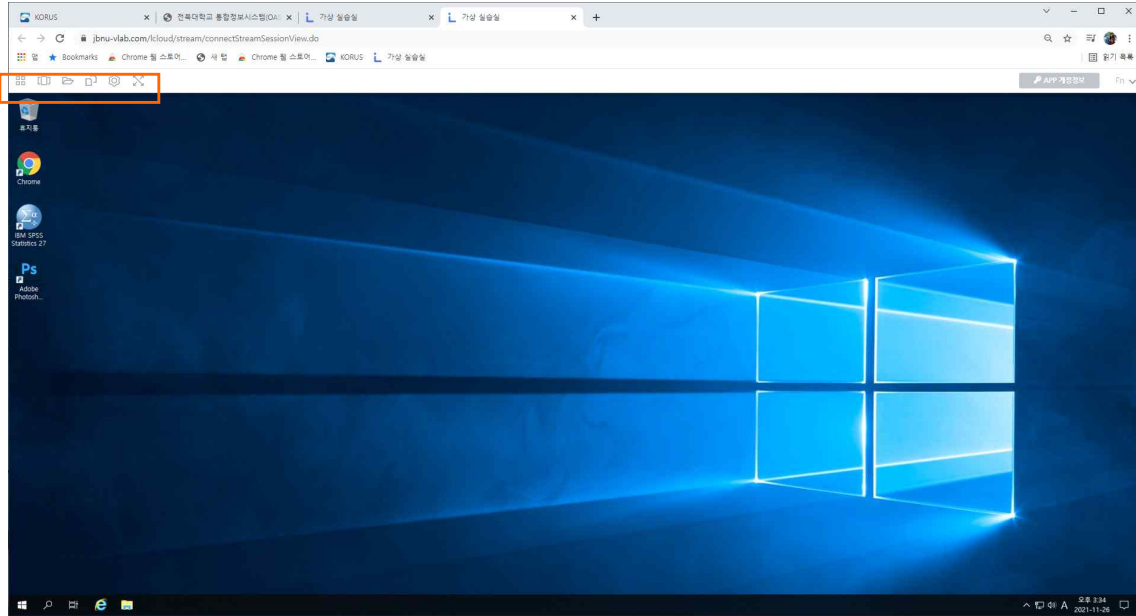 KORUS
전북대학교 통합정보시스템(OA
가상 실습실
가상 실습실
jbnu-vlab.com/lcloud/stream/connectStreamSessionView.do
앱 Bookmarks Chrome 웹 스토어... 새 탭 Chrome 웹 스토어... KORUS 가상 실습실 읽기 목록
APP 계정정보 Fn
휴지통
Chrome
IBM SPSS
Statistics 27
Ps
Adobe
Photosh...
A
오후 3:34
2021-11-26